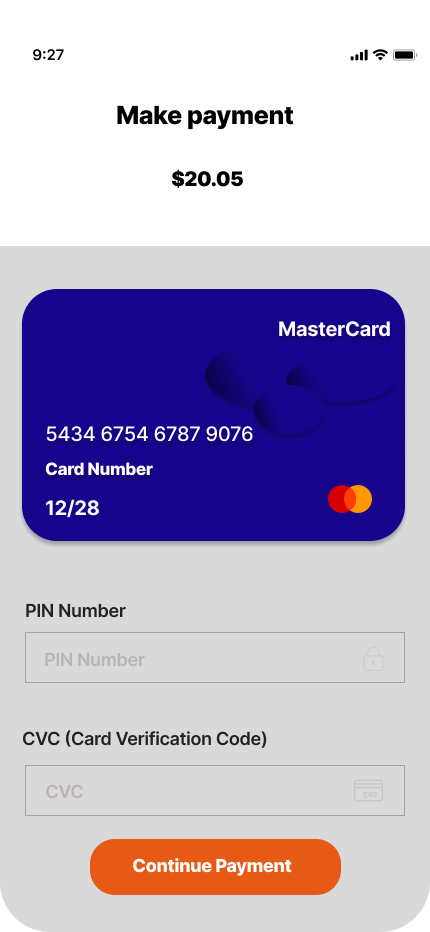 9:27
Make payment
$20.05
MasterCard
5434 6754 6787 9076
Card Number
12/28
PIN Number
PIN Number
CVC (Card Verification Code)
CVC
CVC
Continue Payment